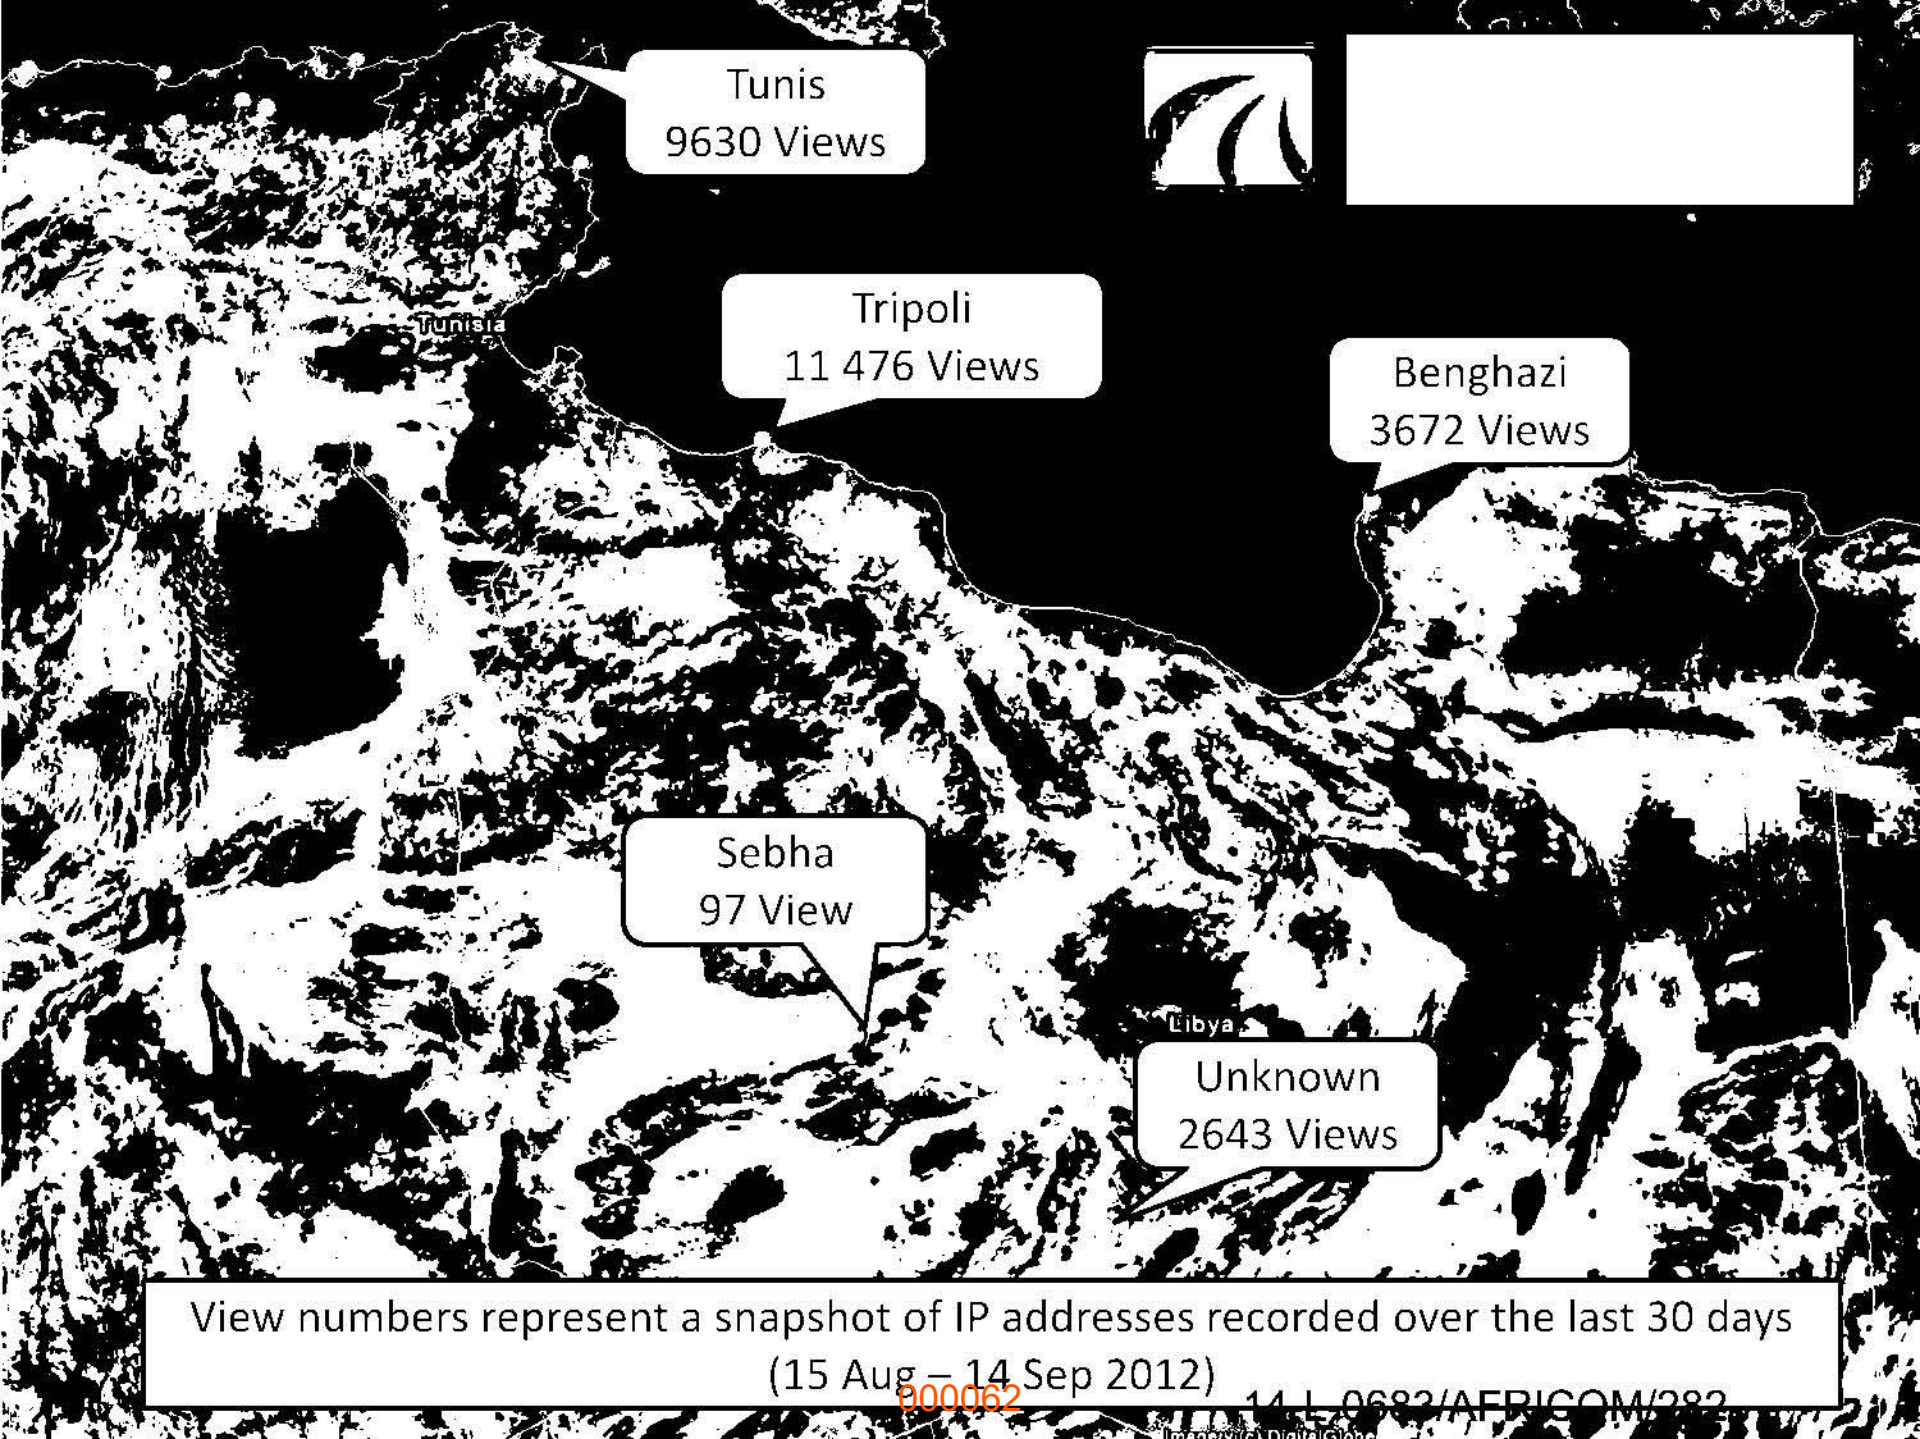 Tunis
9630 Views
Tunisia
Tripoli
11 476 Views
Benghazi
3672 Views
Sebha
97 View
Libya
Unknown
2643 Views
View numbers represent a snapshot of IP addresses recorded over the last 30 days
(15 Aug – 14 Sep 2012)
000062
14-L-0683/AFRICOM/282
Imagery (c) DigitalGlobe